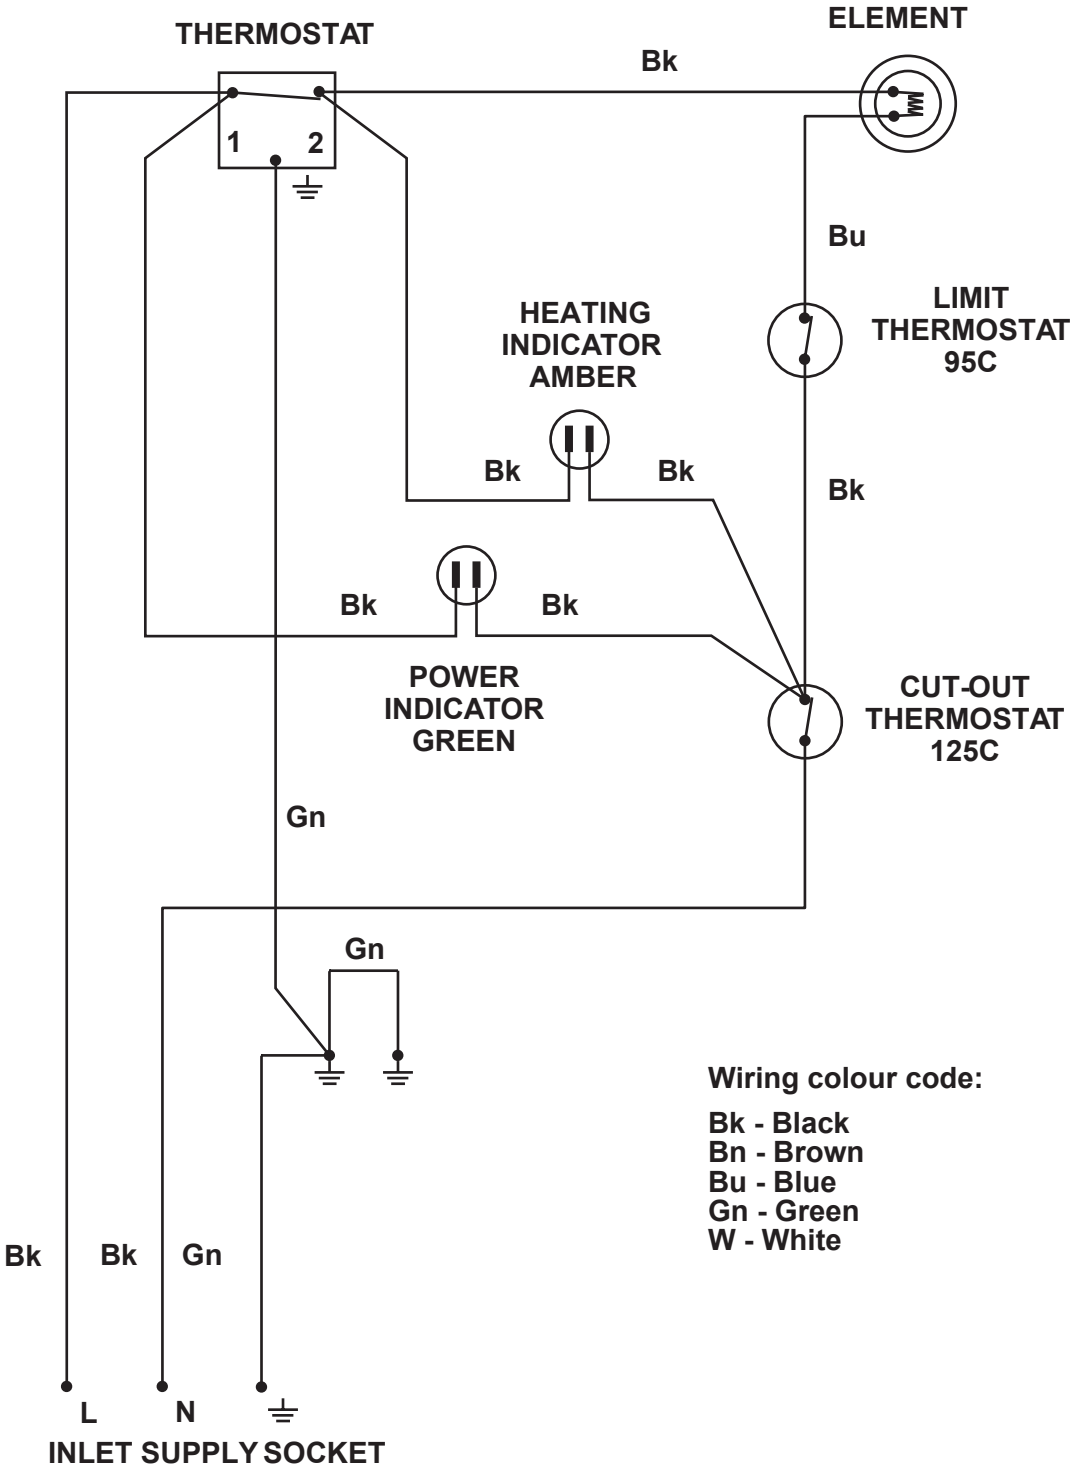 ELEMENT
THERMOSTAT
Bk
1
2
Bu
LIMIT
THERMOSTAT
95C
HEATING
INDICATOR
AMBER
Bk
Bk
Bk
Bk
Bk
POWER
INDICATOR
GREEN
CUT-OUT
THERMOSTAT
125C
Gn
Gn
Wiring colour code:
Bk - Black
Bn - Brown
Bu - Blue
Gn - Green
W - White
Bk
Bk
Gn
L
N
INLET SUPPLY SOCKET